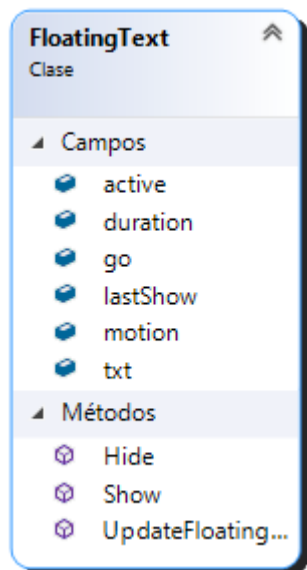 FloatingText
Clase
Campos
active
duration
go
lastShow
motion
txt
Métodos
Hide
Show
UpdateFloating...